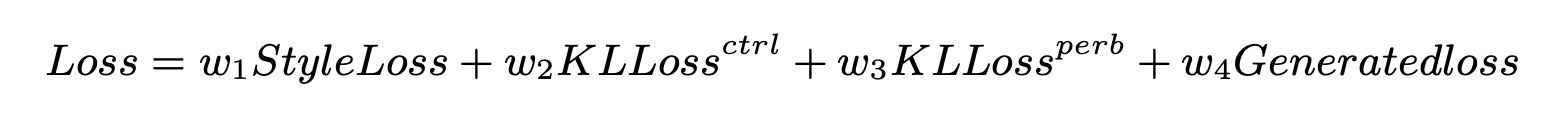 Loss = w₁StyleLoss + w₂KLLoss^{ctrl} + w₃KLLoss^{perb} + w₄Generatedloss